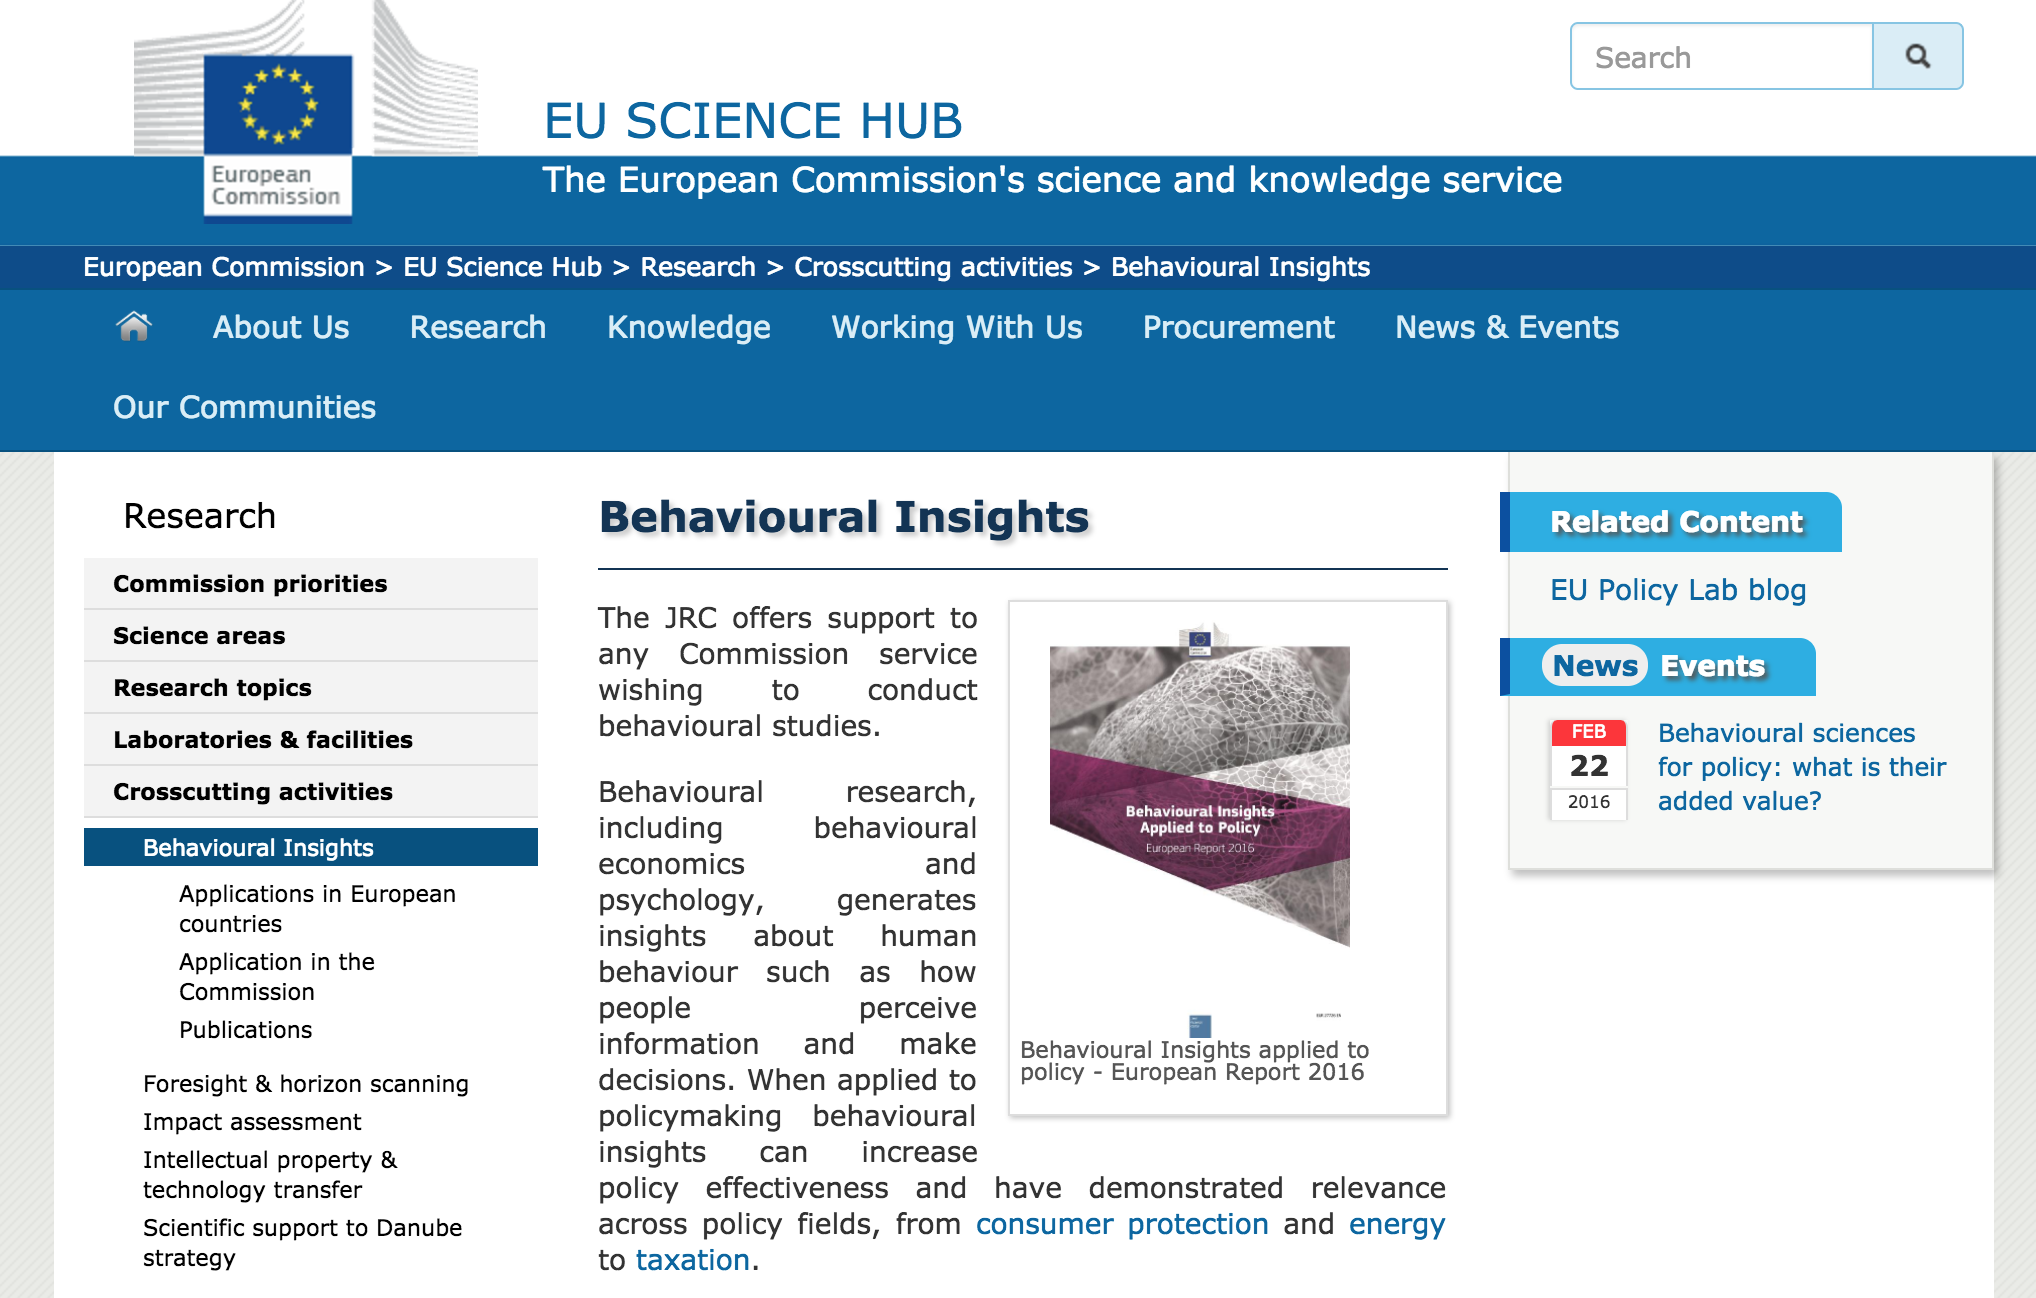 Search
EU SCIENCE HUB
European
Commission
The European Commission's science and knowledge service
European Commission > EU Science Hub > Research > Crosscutting activities > Behavioural Insights
About Us Research Knowledge Working With Us Procurement News & Events
Our Communities
Research
Commission priorities
Science areas
Research topics
Laboratories & facilities
Crosscutting activities
Behavioural Insights
Applications in European
countries
Application in the
Commission
Publications
Foresight & horizon scanning
Impact assessment
Intellectual property &
technology transfer
Scientific support to Danube
strategy
Behavioural Insights
The JRC offers support to
any Commission service
wishing to conduct
behavioural studies.
Behavioural research,
including behavioural
economics and
psychology, generates
insights about human
behaviour such as how
people perceive
information and make
decisions. When applied to
policymaking behavioural
insights can increase
policy effectiveness and have demonstrated relevance
across policy fields, from consumer protection and energy
to taxation.
Behavioural Insights
Applied to Policy
European Report 2016
Behavioural Insights applied to
policy - European Report 2016
Related Content
EU Policy Lab blog
News Events
FEB
22
2016
Behavioural sciences
for policy: what is their
added value?